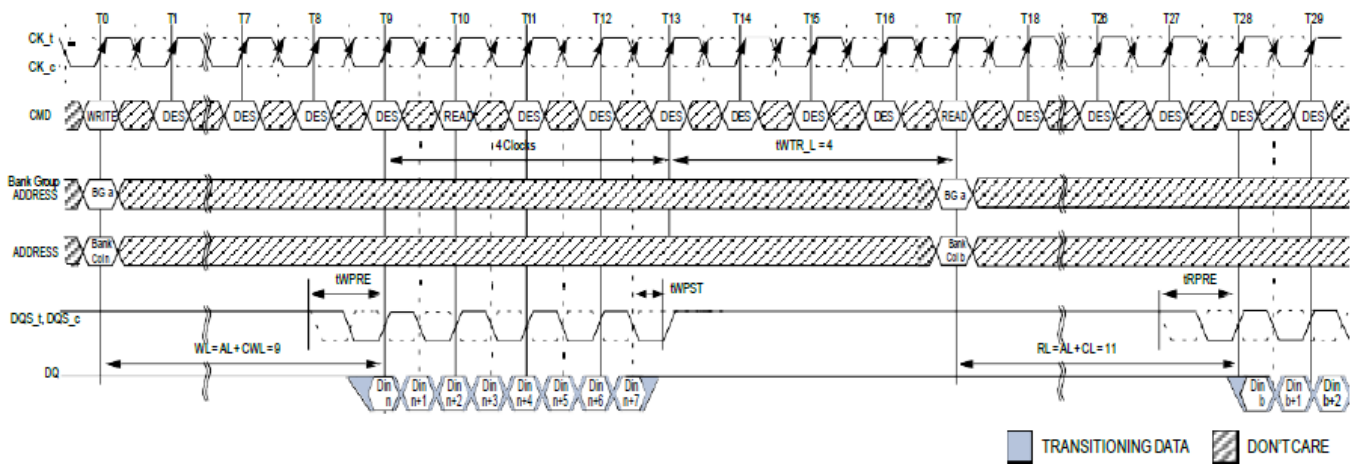 T0 T1 T7 T8 T9 T10 T11 T12 T13 T14 T15 T16 T17 T18 T26 T27 T28 T29
CK_t
CK_c
CMD WRITE DES DES DES DES READ DES DES DES DES DES DES READ DES DES DES DES DES
4 Clocks tWTR_L = 4
Bank Group
ADDRESS BG a BG a
ADDRESS Bank Bank
Col n Col b
tWPRE tWPST tRPRE
DQS_t, DQS_c
WL = AL + CWL = 9 RL = AL + CL = 11
DQ Din Din Din Din Din Din Din Din Din Din Din
n n+1 n+2 n+3 n+4 n+5 n+6 n+7 b b+1 b+2
TRANSITIONING DATA DON'T CARE